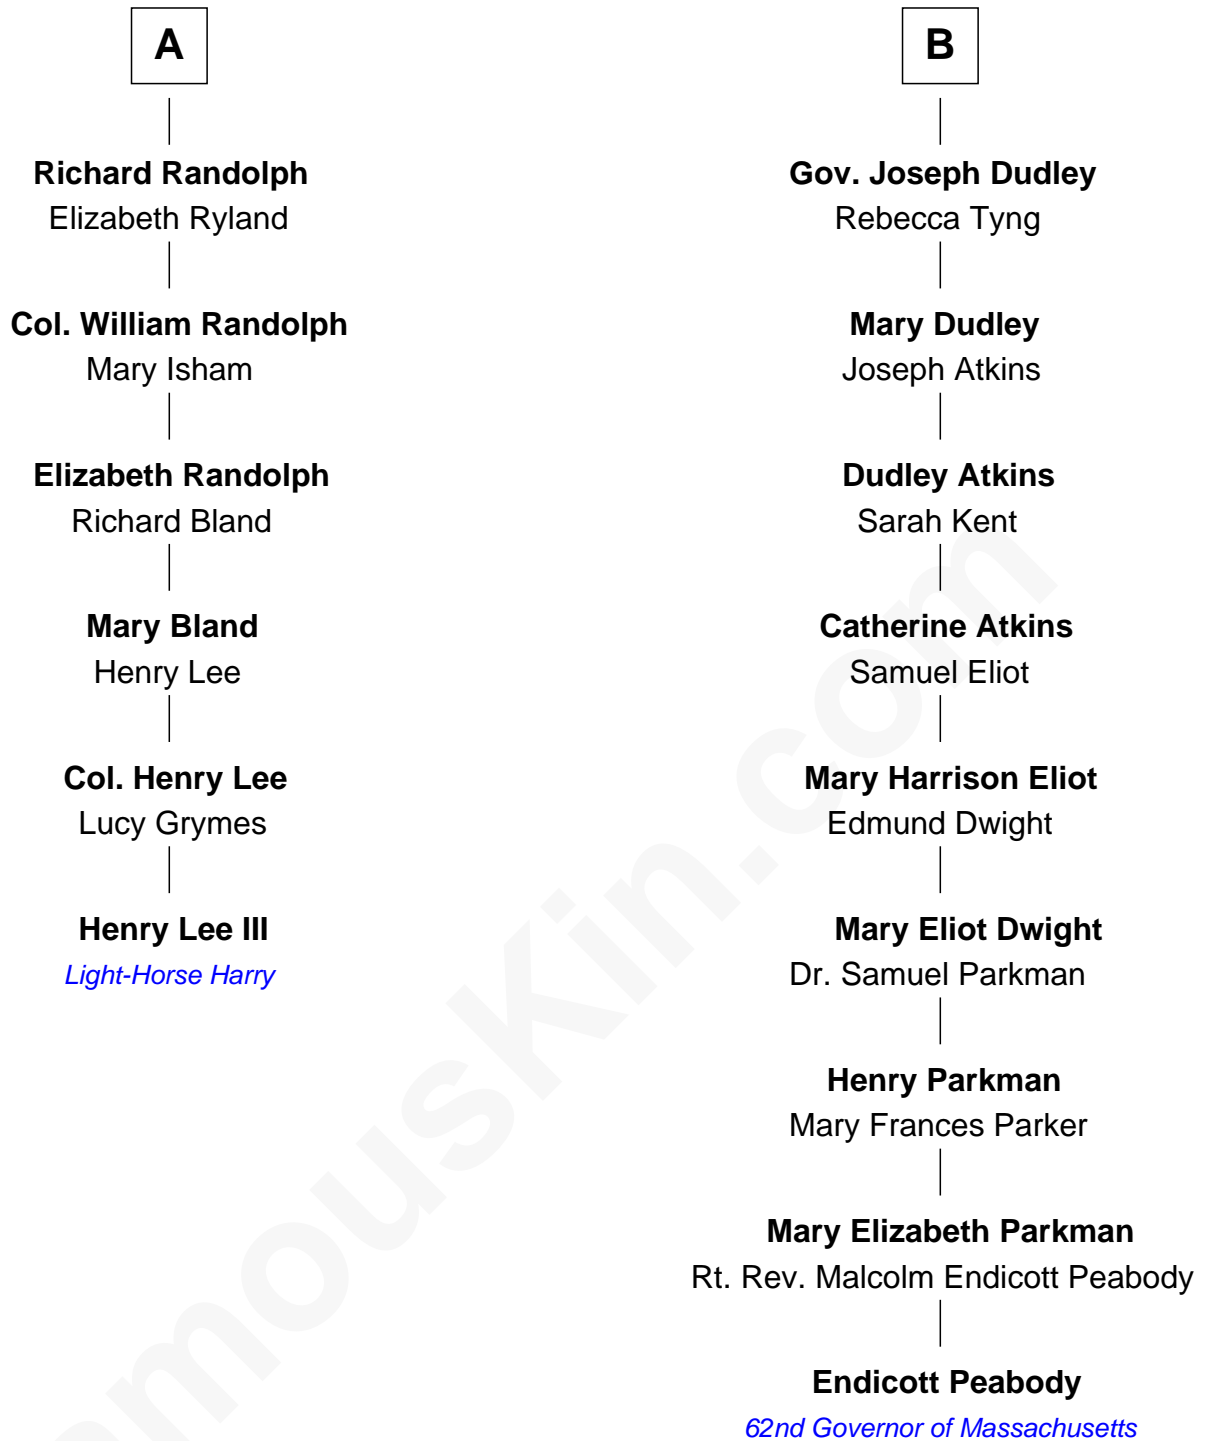 A
Richard Randolph
Elizabeth Ryland
Col. William Randolph
Mary Isham
Elizabeth Randolph
Richard Bland
Mary Bland
Henry Lee
Col. Henry Lee
Lucy Grymes
Henry Lee III
Light-Horse Harry
B
Gov. Joseph Dudley
Rebecca Tyng
Mary Dudley
Joseph Atkins
Dudley Atkins
Sarah Kent
Catherine Atkins
Samuel Eliot
Mary Harrison Eliot
Edmund Dwight
Mary Eliot Dwight
Dr. Samuel Parkman
Henry Parkman
Mary Frances Parker
Mary Elizabeth Parkman
Rt. Rev. Malcolm Endicott Peabody
Endicott Peabody
62nd Governor of Massachusetts
amousKin.com